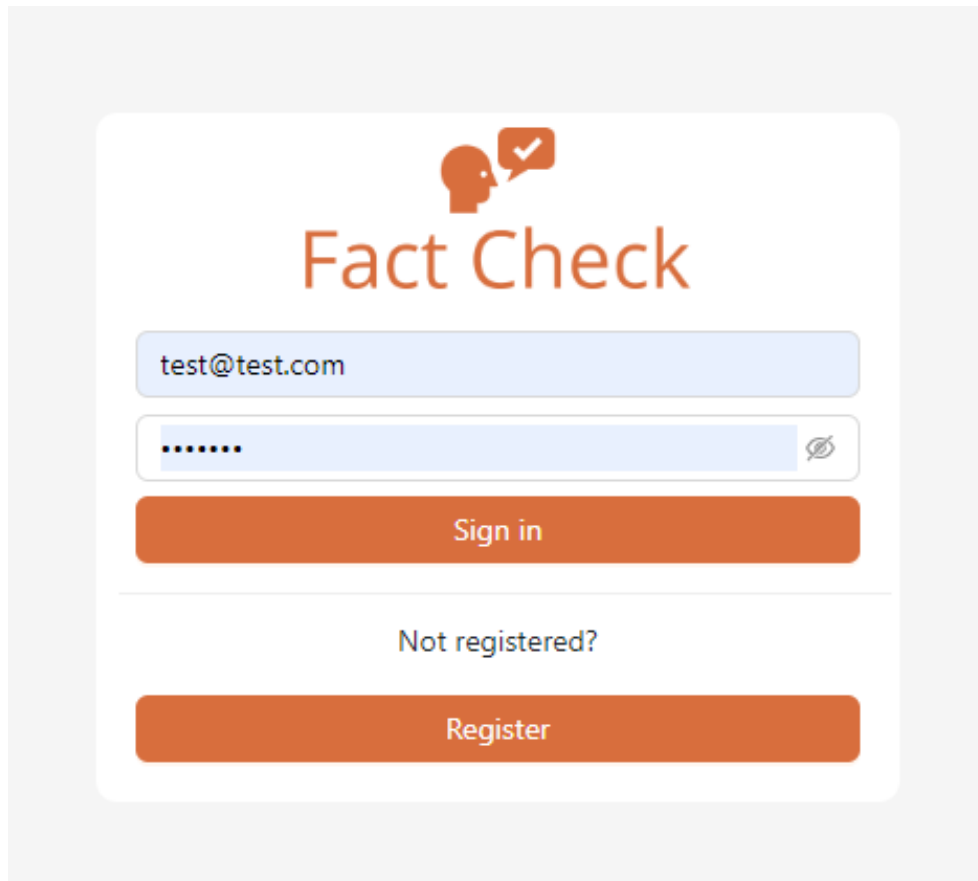 Fact Check
test@test.com
•••••••
Sign in
Not registered?
Register